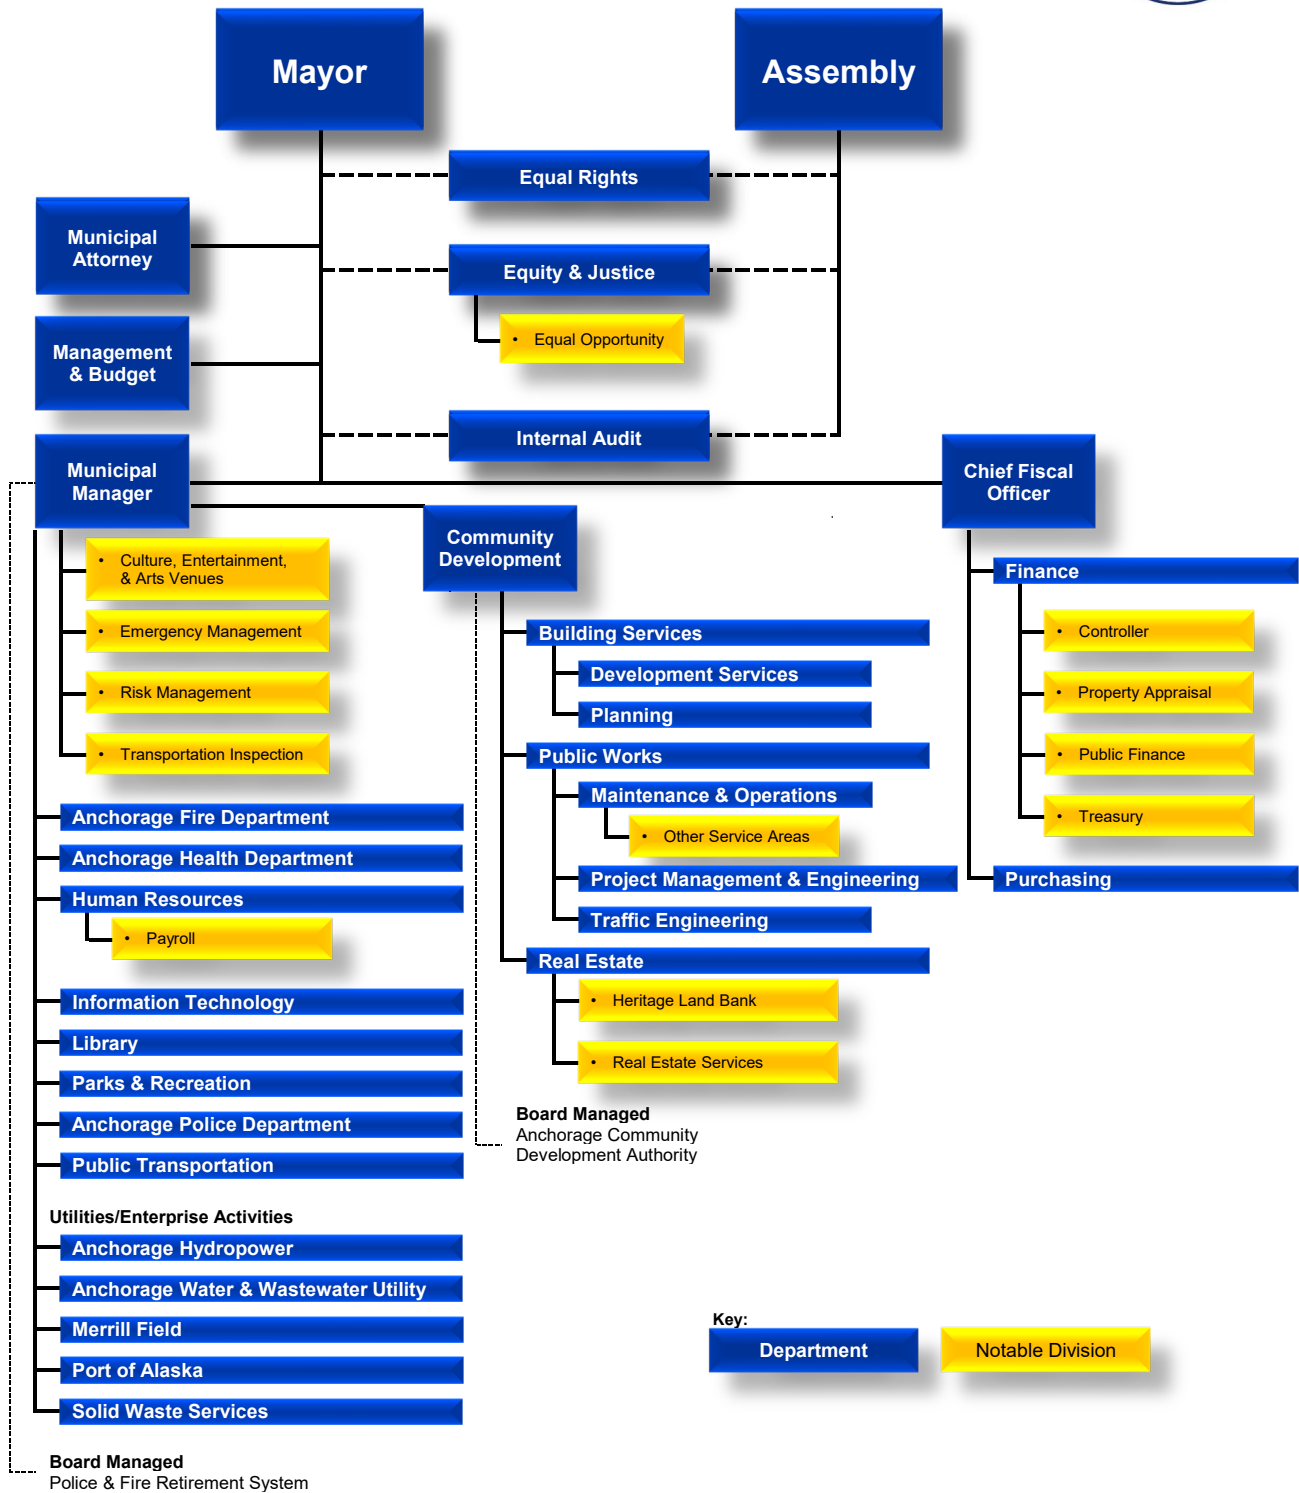 Mayor
Assembly
Equal Rights
Municipal
Attorney
Equity & Justice
• Equal Opportunity
Management
& Budget
Internal Audit
Municipal
Manager
Chief Fiscal
Officer
Community
Development
• Culture, Entertainment,
& Arts Venues
• Emergency Management
• Risk Management
• Transportation Inspection
Anchorage Fire Department
Anchorage Health Department
Human Resources
• Payroll
Information Technology
Library
Parks & Recreation
Anchorage Police Department
Public Transportation
Utilities/Enterprise Activities
Anchorage Hydropower
Anchorage Water & Wastewater Utility
Merrill Field
Port of Alaska
Solid Waste Services
Board Managed
Police & Fire Retirement System
Building Services
Development Services
Planning
Public Works
Maintenance & Operations
• Other Service Areas
Project Management & Engineering
Traffic Engineering
Real Estate
• Heritage Land Bank
• Real Estate Services
Board Managed
Anchorage Community
Development Authority
Finance
• Controller
• Property Appraisal
• Public Finance
• Treasury
Purchasing
Key:
Department
Notable Division